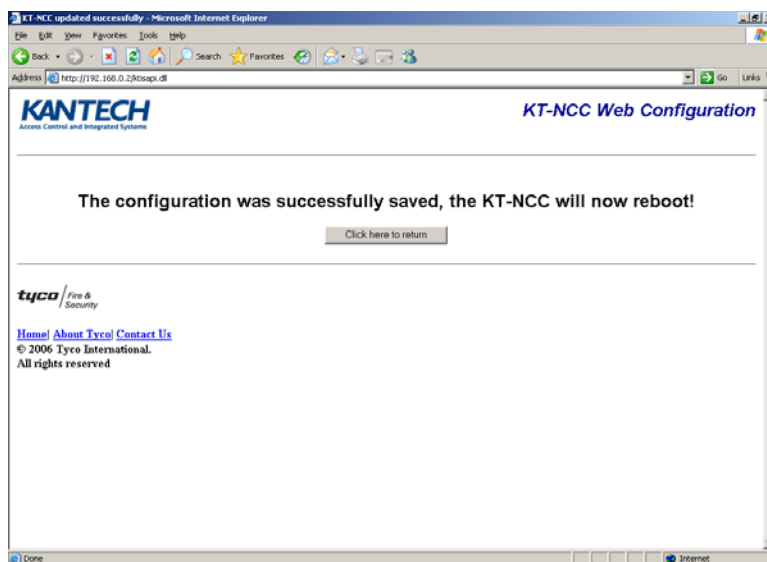 KT-NCC updated successfully - Microsoft Internet Explorer
File Edit View Favorites Tools Help
Back Search Favorites
Address http://192.168.0.2/ktisapi.dll Go Links
KANTECH
Access Control and Integrated Systems
KT-NCC Web Configuration
The configuration was successfully saved, the KT-NCC will now reboot!
Click here to return
tyco Fire &
Security
Home| About Tyco| Contact Us
© 2006 Tyco International.
All rights reserved
Done Internet